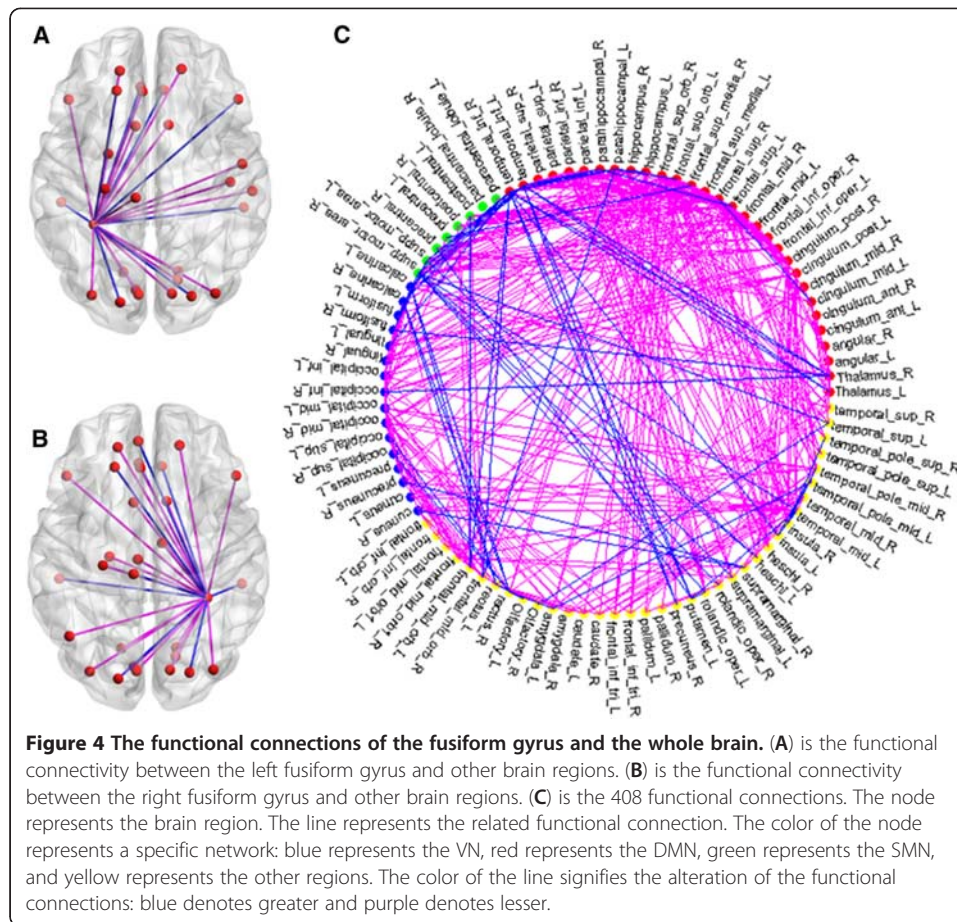 A
C
B
parahippocampal_R
parahippocampal_L
hippocampus_R
hippocampus_L
frontal_sup_orb_R
frontal_sup_orb_L
frontal_sup_media_R
frontal_sup_media_L
frontal_sup_R
frontal_sup_L
frontal_mid_R
frontal_mid_L
frontal_inf_oper_R
frontal_inf_oper_L
cingulum_post_R
cingulum_post_L
cingulum_mid_R
cingulum_mid_L
cingulum_ant_R
cingulum_ant_L
angular_R
angular_L
Thalamus_R
Thalamus_L
temporal_sup_R
temporal_sup_L
temporal_pole_sup_R
temporal_pole_sup_L
temporal_pole_mid_R
temporal_pole_mid_L
temporal_mid_R
temporal_mid_L
insula_R
insula_L
heschl_R
heschl_L
supramarginal_R
supramarginal_L
rolandic_oper_R
rolandic_oper_L
putamen_L
precuneus_R
pallidum_R
pallidum_L
frontal_inf_tri_R
frontal_inf_tri_L
caudate_R
caudate_L
amygdala_R
amygdala_L
Olfactory_R
Olfactory_L
rectus_R
rectus_L
frontal_mid_orb_R
frontal_mid_orb_L
frontal_inf_orb_R
frontal_inf_orb_L
cuneus_R
cuneus_L
precuneus_R
precuneus_L
occipital_sup_R
occipital_sup_L
occipital_mid_R
occipital_mid_L
occipital_inf_R
occipital_inf_L
lingual_R
lingual_L
fusiform_R
fusiform_L
calcarine_R
calcarine_L
supp_motor_area_R
supp_motor_area_L
paracentral_lobule_R
paracentral_lobule_L
temporal_inf_R
temporal_inf_L
parietal_sup_R
parietal_sup_L
parietal_inf_R
parietal_inf_L
Figure 4 The functional connections of the fusiform gyrus and the whole brain. (A) is the functional
connectivity between the left fusiform gyrus and other brain regions. (B) is the functional connectivity
between the right fusiform gyrus and other brain regions. (C) is the 408 functional connections. The node
represents the brain region. The line represents the related functional connection. The color of the node
represents a specific network: blue represents the VN, red represents the DMN, green represents the SMN,
and yellow represents the other regions. The color of the line signifies the alteration of the functional
connections: blue denotes greater and purple denotes lesser.